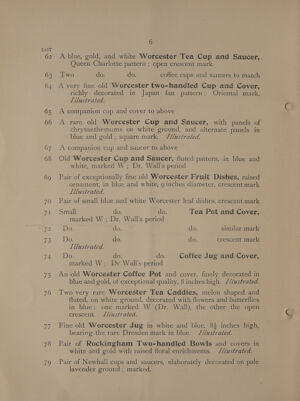 6
LOT
62 A blue, gold, and white Worcester Tea Cup and Saucer,
Queen Charlotte pattern ; open crescent mark
63 Two do. do. coffee cups and saucers to match
64 A very fine old Worcester two-handled Cup and Cover,
richly decorated in Japan fan pattern ; Oriental mark.
Illustrated.
65 A companion cup and cover to above
66 A rare old Worcester Cup and Saucer, with panels of
chrysanthemums on white ground, and alternate panels in
blue and gold ; square mark. Illustrated.
67 A companion cup and saucer to above
68 Old Worcester Cup and Saucer, fluted pattern, in blue and
white, marked W ; Dr. Wall's period
69 Pair of exceptionally fine old Worcester Fruit Dishes, raised
ornament, in blue and white, 9 inches diameter, crescent mark
Illustrated.
70 Pair of small blue and white Worcester leaf dishes, crescent mark
71 Small do. do. Tea Pot and Cover,
marked W ; Dr. Wall's period
72 Do. do. do. similar mark
73 Do. do. do. crescent mark
Illustrated.
74 Do. do. do. Coffee Jug and Cover,
marked W ; Dr Wall's period
75 An old Worcester Coffee Pot and cover, finely decorated in
blue and gold, of exceptional quality, 8 inches high. Illustrated.
76 Two very rare Worcester Tea Caddies, melon shaped and
fluted, on white ground, decorated with flowers and butterflies
in blue ; one marked W (Dr. Wall), the other the open
crescent. Illustrated.
77 Fine old Worcester Jug in white and blue, 8½ inches high,
bearing the rare Dresden mark in blue. Illustrated.
78 Pair of Rockingham Two-handled Bowls and covers in
white and gold with raised floral enrichments. Illustrated.
79 Pair of Newhall cups and saucers, elaborately decorated on pale
lavender ground ; marked.